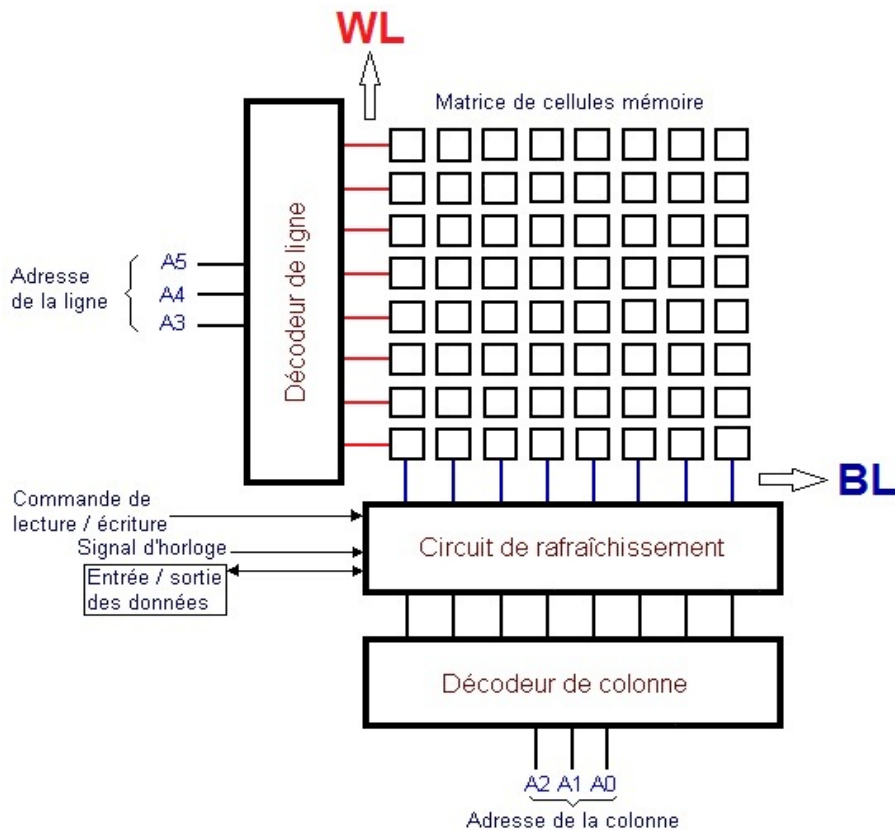 WL
Matrice de cellules mémoire
Décodeur de ligne
Adresse
de la ligne
A5
A4
A3
BL
Commande de
lecture / écriture
Signal d'horloge
Entrée / sortie
des données
Circuit de rafraîchissement
Décodeur de colonne
A2 A1 A0
Adresse de la colonne